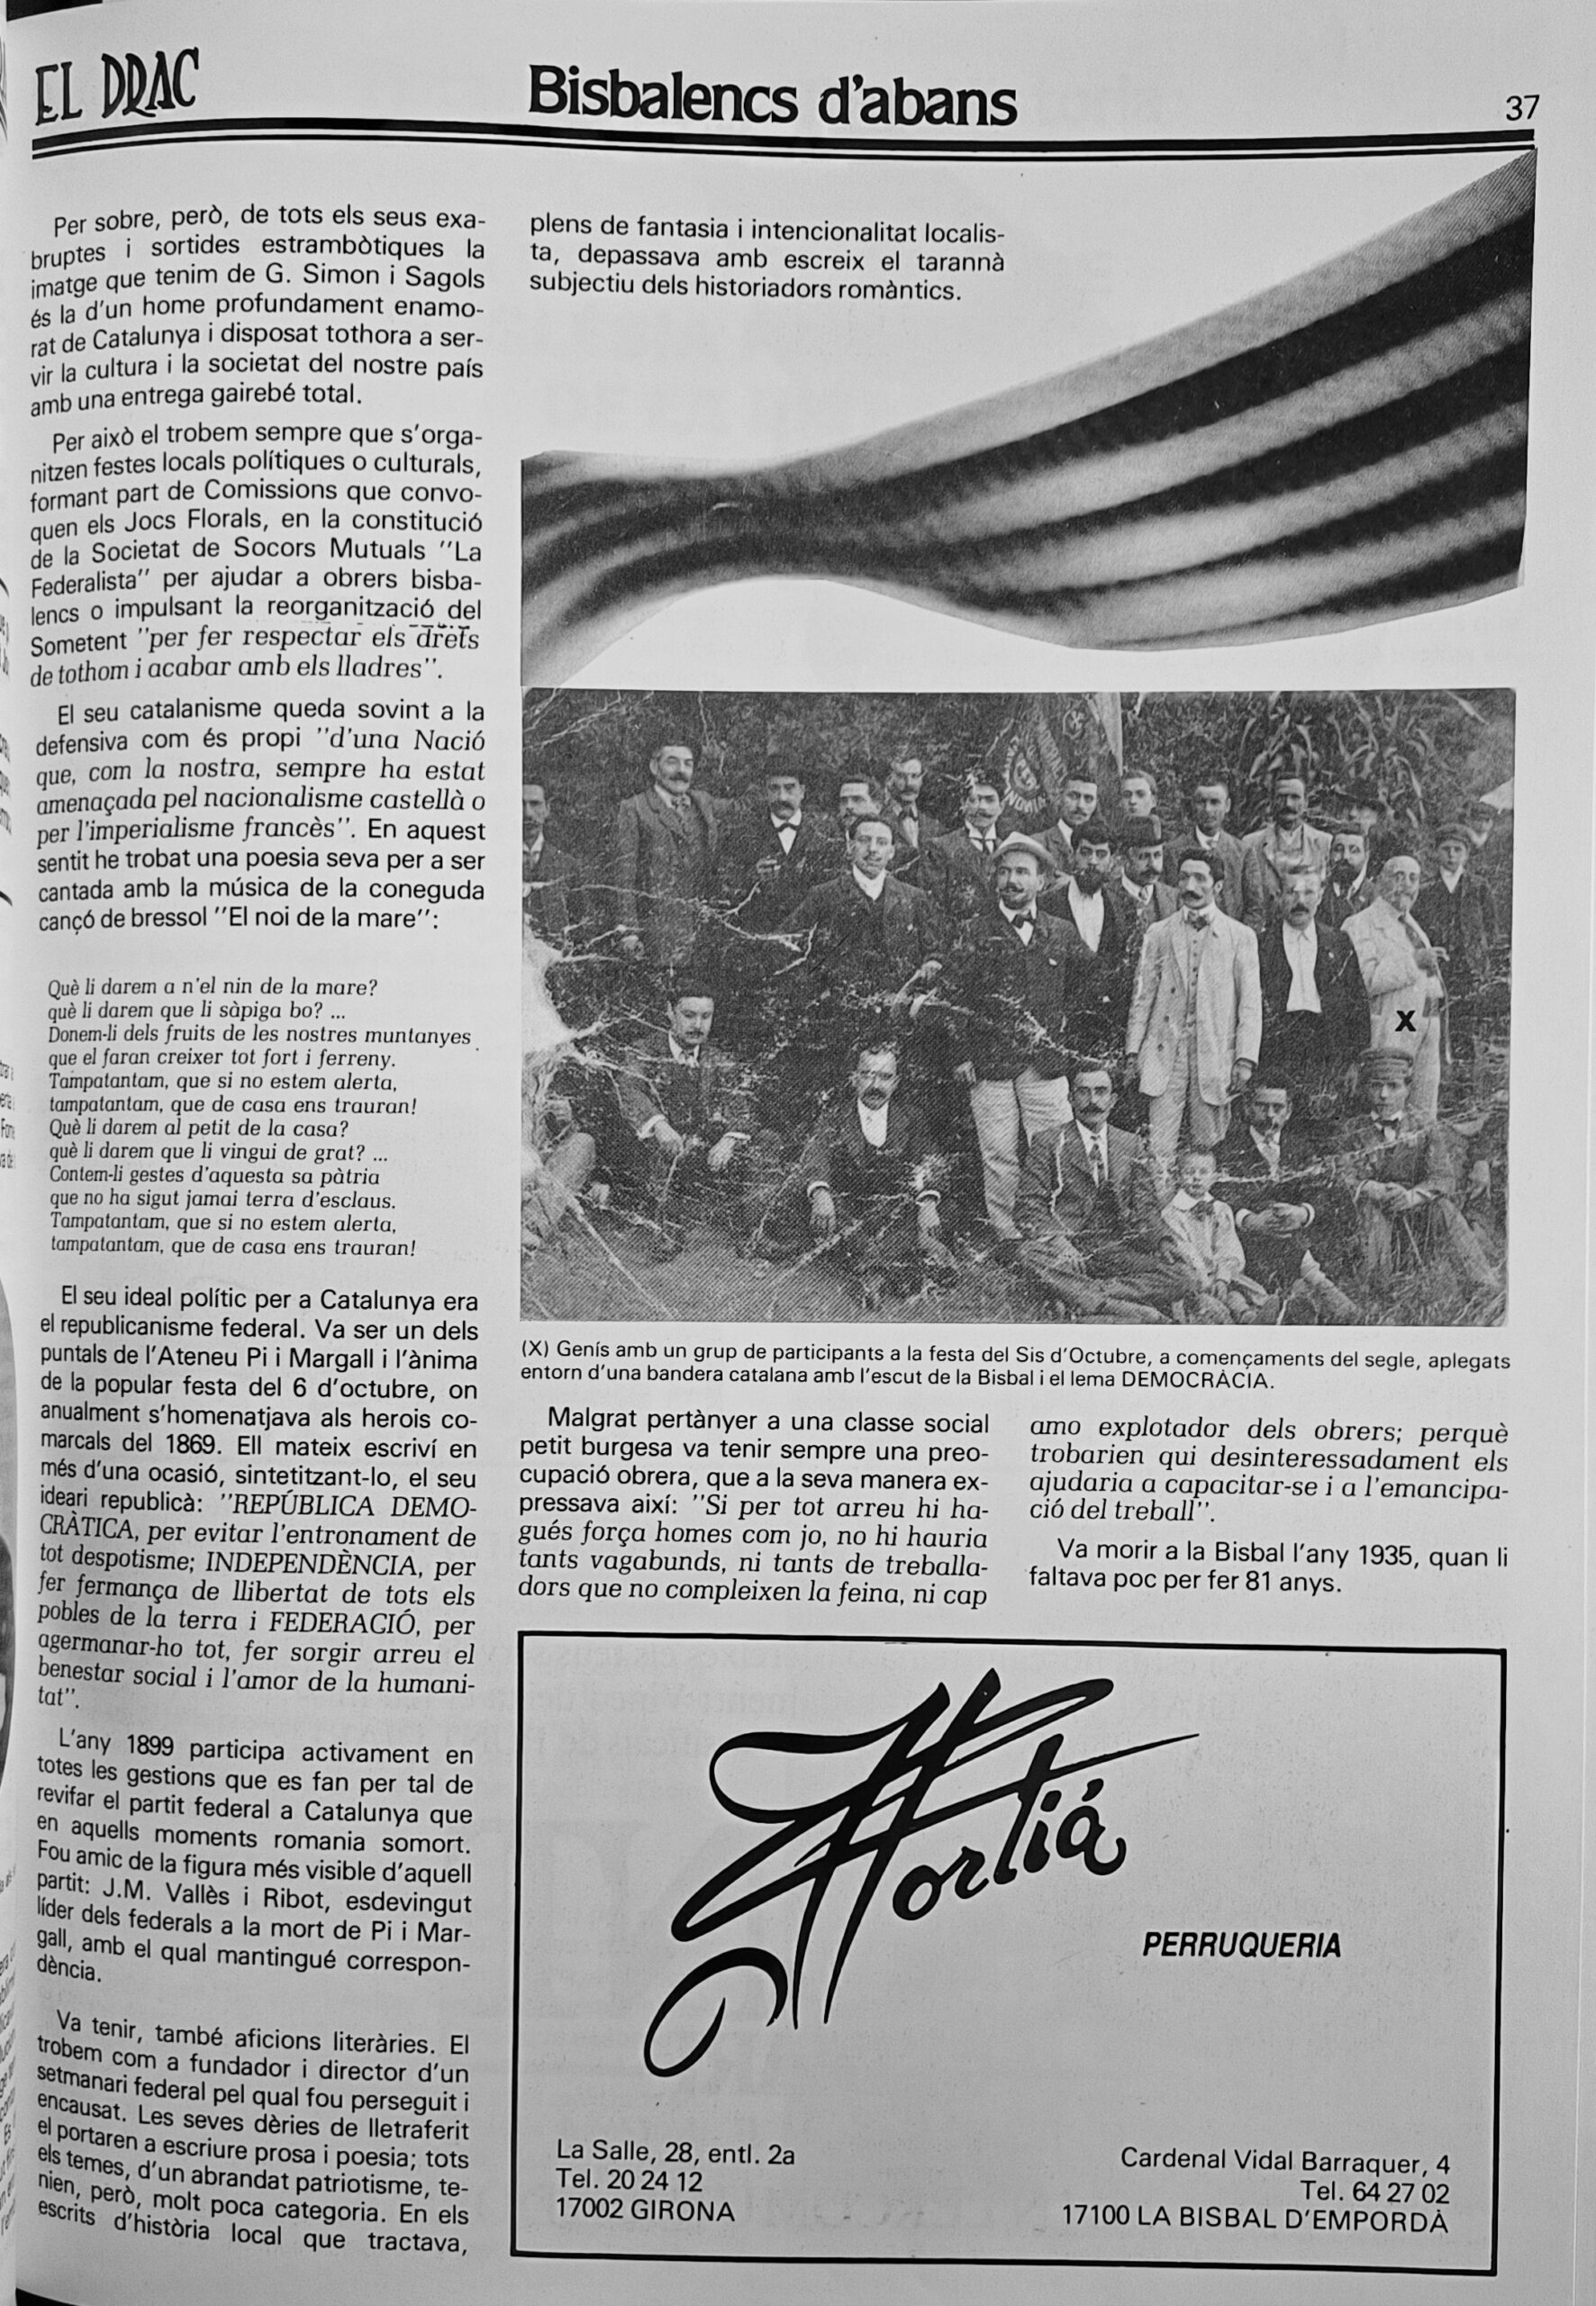 EL DRAC
Bisbalencs d'abans
37
Per sobre, però, de tots els seus exa-
bruptes i sortides estrambòtiques la
imatge que tenim de G. Simon i Sagols
és la d'un home profundament enamo-
rat de Catalunya i disposat tothora a ser-
vir la cultura i la societat del nostre país
amb una entrega gairebé total.
Per això el trobem sempre que s'orga-
nitzen festes locals polítiques o culturals,
formant part de Comissions que convo-
quen els Jocs Florals, en la constitució
de la Societat de Socors Mutuals "La
Federalista" per ajudar a obrers bisba-
lencs o impulsant la reorganització del
Sometent "per fer respectar els drets
de tothom i acabar amb els lladres".
El seu catalanisme queda sovint a la
defensiva com és propi "d'una Nació
que, com la nostra, sempre ha estat
amenaçada pel nacionalisme castellà o
per l'imperialisme francès". En aquest
sentit he trobat una poesia seva per a ser
cantada amb la música de la coneguda
cançó de bressol "El noi de la mare":
Què li darem a n'el nin de la mare?
què li darem que li sàpiga bo? ...
Donem-li dels fruits de les nostres muntanyes
que el faran creixer tot fort i ferreny.
Tampatantam, que si no estem alerta,
tampatantam, que de casa ens trauran!
Què li darem al petit de la casa?
què li darem que li vingui de grat? ...
Contem-li gestes d'aquesta sa pàtria
que no ha sigut jamai terra d'esclaus.
Tampatantam, que si no estem alerta,
tampatantam, que de casa ens trauran!
El seu ideal polític per a Catalunya era
el republicanisme federal. Va ser un dels
puntals de l'Ateneu Pi i Margall i l'ànima
de la popular festa del 6 d'octubre, on
anualment s'homenatjava als herois co-
marcals del 1869. Ell mateix escriví en
més d'una ocasió, sintetitzant-lo, el seu
ideari republicà: "REPÚBLICA DEMO-
CRÀTICA, per evitar l'entronament de
tot despotisme; INDEPENDÈNCIA, per
fer fermança de llibertat de tots els
pobles de la terra i FEDERACIÓ, per
agermanar-ho tot, fer sorgir arreu el
benestar social i l'amor de la humani-
tat".
L'any 1899 participa activament en
totes les gestions que es fan per tal de
revifar el partit federal a Catalunya que
en aquells moments romania somort.
Fou amic de la figura més visible d'aquell
partit: J.M. Vallès i Ribot, esdevingut
líder dels federals a la mort de Pi i Mar-
gall, amb el qual mantingué correspon-
dència.
Va tenir, també aficions literàries. El
trobem com a fundador i director d'un
setmanari federal pel qual fou perseguit i
encausat. Les seves dèries de lletraferit
el portaren a escriure prosa i poesia; tots
els temes, d'un abrandat patriotisme, te-
nien, però, molt poca categoria. En els
escrits d'història local que tractava,
plens de fantasia i intencionalitat localis-
ta, depassava amb escreix el tarannà
subjectiu dels historiadors romàntics.
X
(X) Genís amb un grup de participants a la festa del Sis d'Octubre, a començaments del segle, aplegats
entorn d'una bandera catalana amb l'escut de la Bisbal i el lema DEMOCRÀCIA.
Malgrat pertànyer a una classe social
petit burgesa va tenir sempre una preo-
cupació obrera, que a la seva manera ex-
pressava així: "Si per tot arreu hi ha-
gués força homes com jo, no hi hauria
tants vagabunds, ni tants de treballa-
dors que no compleixen la feina, ni cap
amo explotador dels obrers; perquè
trobarien qui desinteressadament els
ajudaria a capacitar-se i a l'emancipa-
ció del treball".
Va morir a la Bisbal l'any 1935, quan li
faltava poc per fer 81 anys.
Hortià
PERRUQUERIA
La Salle, 28, entl. 2a
Tel. 20 24 12
17002 GIRONA
Cardenal Vidal Barraquer, 4
Tel. 64 27 02
17100 LA BISBAL D'EMPORDÀ